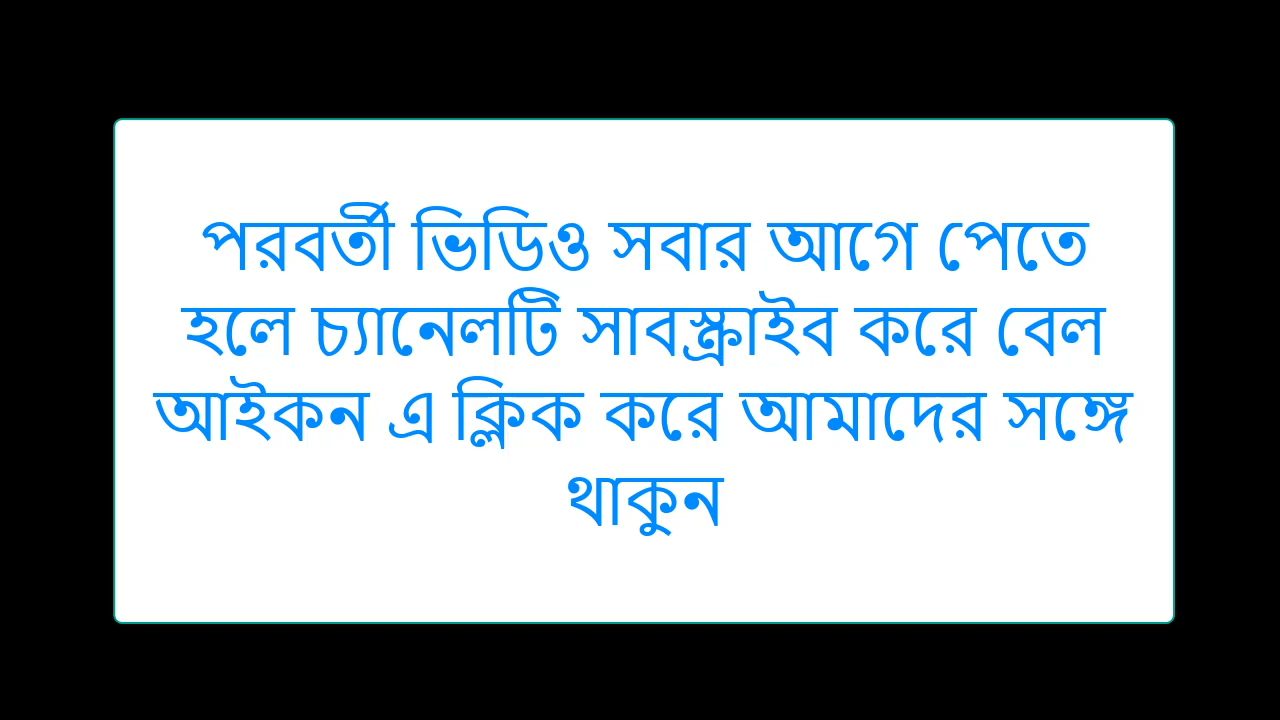 পরবর্তী ভিডিও সবার আগে পেতে
হলে চ্যানেলটি সাবস্ক্রাইব করে বেল
আইকন এ ক্লিক করে আমাদের সঙ্গে
থাকুন